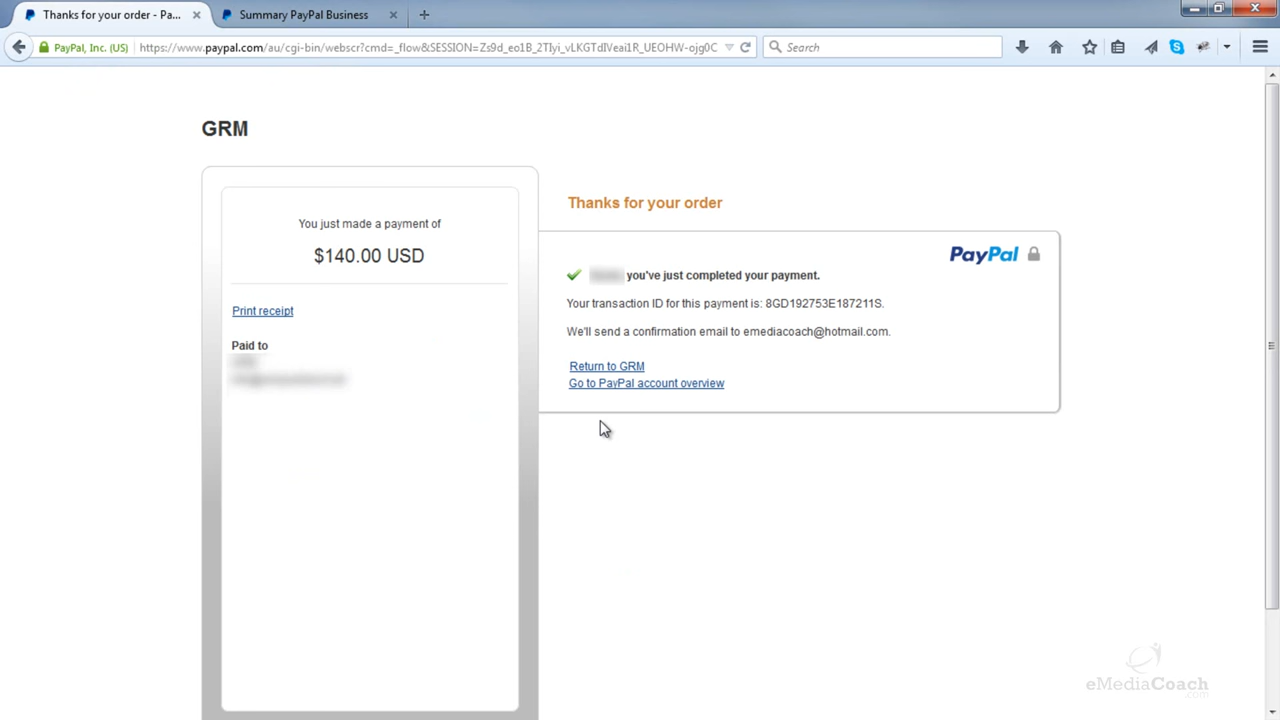 Thanks for your order - Pa...
Summary PayPal Business
PayPal, Inc. (US)
https://www.paypal.com/au/cgi-bin/webscr?cmd=_flow&SESSION=Zs9d_eo1B_2TIyi_vLKGTdIVeai1R_UEOHW-ojg0C
Search
GRM
You just made a payment of
$140.00 USD
Print receipt
Paid to
Thanks for your order
PayPal
you've just completed your payment.
Your transaction ID for this payment is: 8GD192753E187211S.
We'll send a confirmation email to emediacoach@hotmail.com.
Return to GRM
Go to PayPal account overview
eMediaCoach
.com